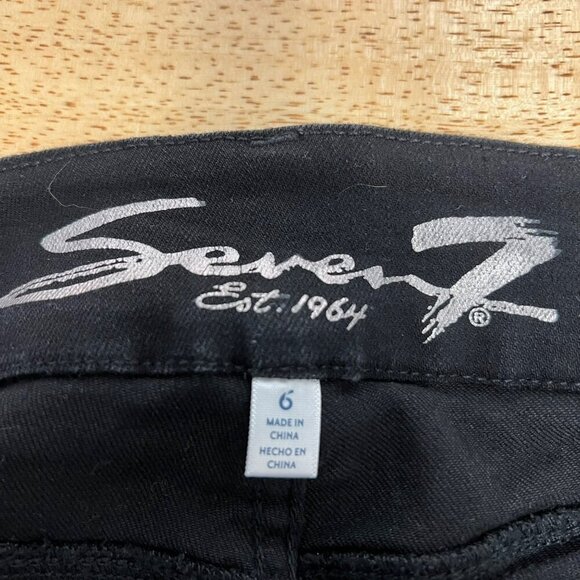 Seven7®
Est. 1964
6
MADE IN
CHINA
HECHO EN
CHINA